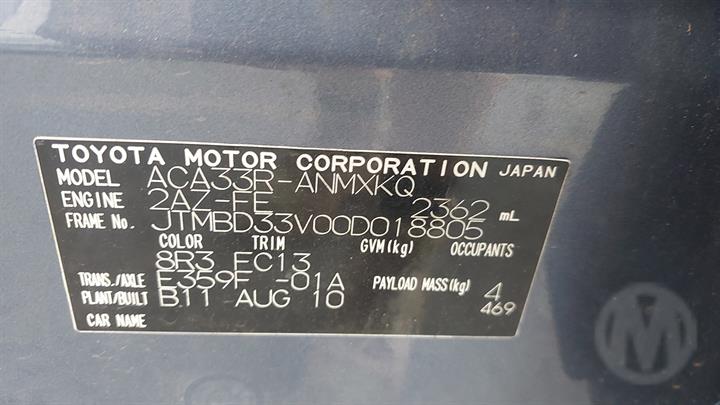 TOYOTA MOTOR CORPORATION JAPAN
MODEL ACA33R-ANMXKQ
ENGINE 2AZ-FE 2362 mL
FRAME No. JTMBD33V00D018805
COLOR TRIM GVM(kg) OCCUPANTS
8R3 FC13
TRANS./AXLE E359F -01A PAYLOAD MASS(kg) 4
PLANT/BUILT B11 AUG 10 469
CAR NAME
M